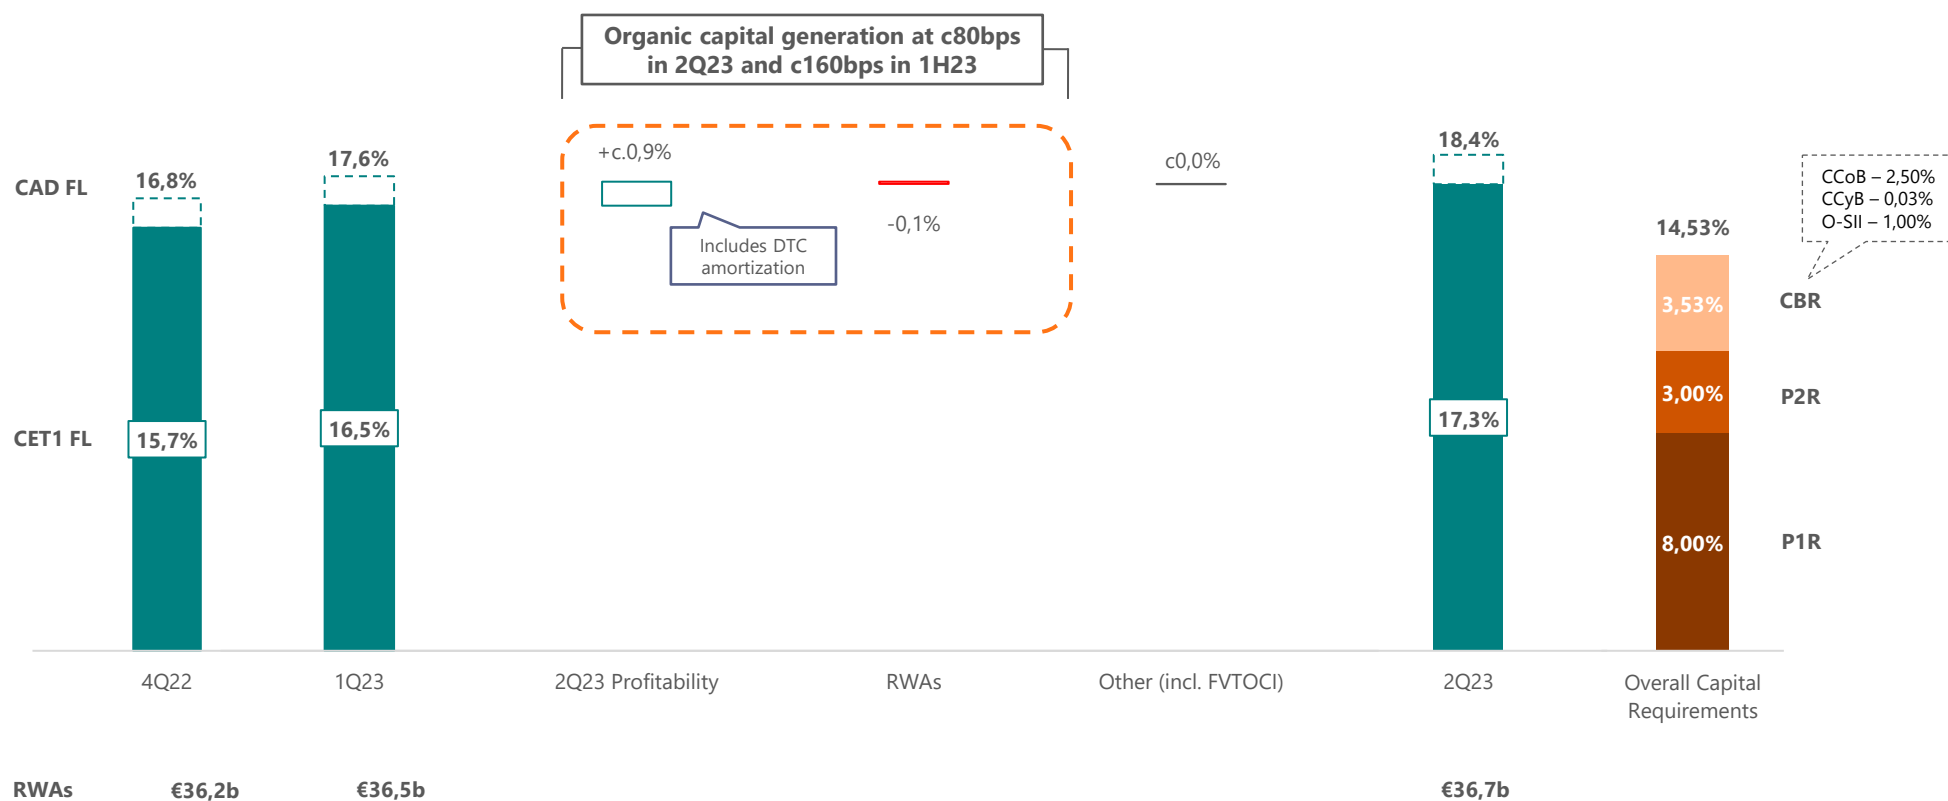 Organic capital generation at c80bps
in 2Q23 and c160bps in 1H23
CAD FL
16,8%
17,6%
+c.0,9%
Includes DTC
amortization
-0,1%
c0,0%
18,4%
14,53%
CCoB – 2,50%
CCyB – 0,03%
O-SII – 1,00%
3,53%
CBR
3,00%
P2R
CET1 FL
15,7%
16,5%
17,3%
8,00%
P1R
4Q22
1Q23
2Q23 Profitability
RWAs
Other (incl. FVTOCI)
2Q23
Overall Capital
Requirements
RWAs
€36,2b
€36,5b
€36,7b